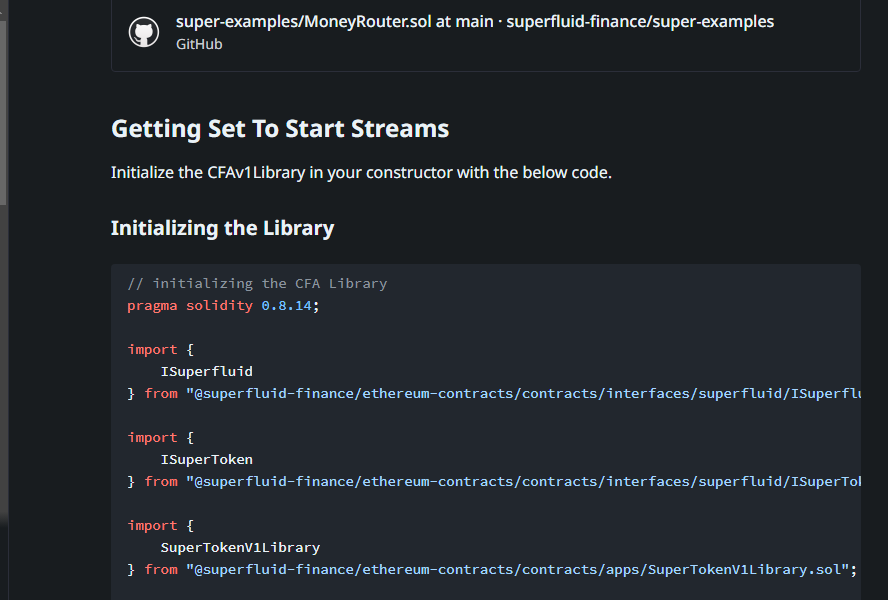 super-examples/MoneyRouter.sol at main · superfluid-finance/super-examples
GitHub
Getting Set To Start Streams
Initialize the CFAv1Library in your constructor with the below code.
Initializing the Library
// initializing the CFA Library
pragma solidity 0.8.14;
import {
ISuperfluid
} from "@superfluid-finance/ethereum-contracts/contracts/interfaces/superfluid/ISuperflu
import {
ISuperToken
} from "@superfluid-finance/ethereum-contracts/contracts/interfaces/superfluid/ISuperTok
import {
SuperTokenV1Library
} from "@superfluid-finance/ethereum-contracts/contracts/apps/SuperTokenV1Library.sol";